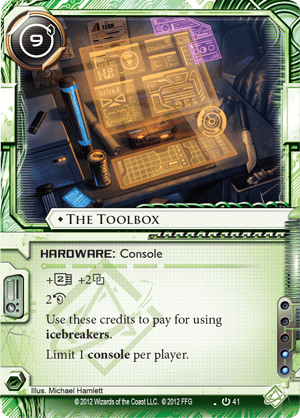 9
◆ The Toolbox
HARDWARE: Console
+2 +2
2
Use these credits to pay for using
icebreakers.
Limit 1 console per player.
Illus. Michael Hamlett
© 2012 Wizards of the Coast LLC. © 2012 FFG
41